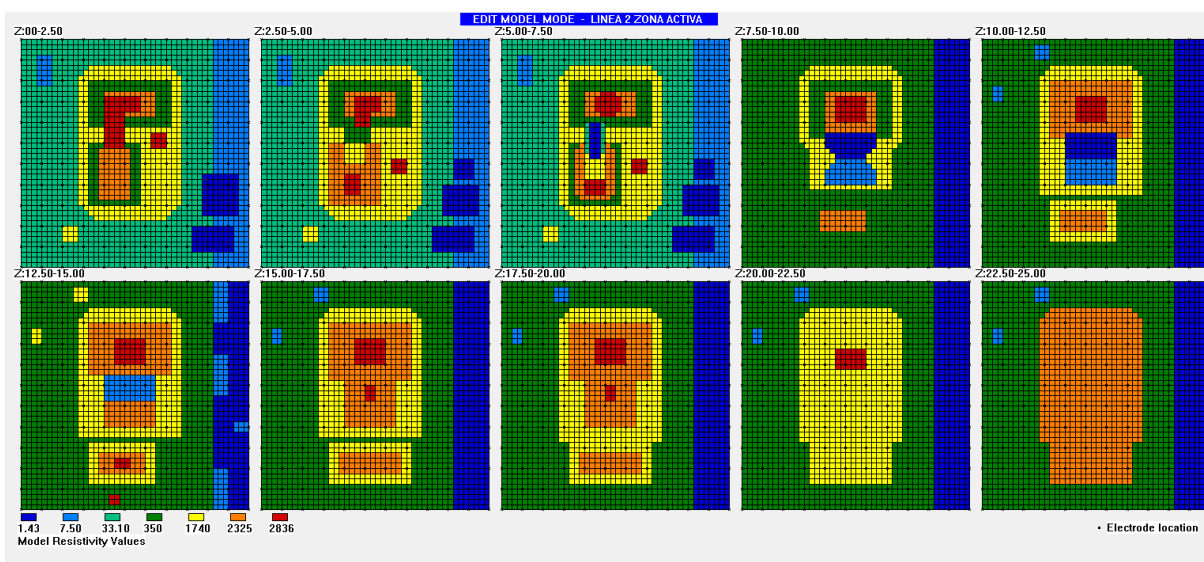 EDIT MODEL MODE - LINEA 2 ZONA ACTIVA
Z:00-2.50 Z:2.50-5.00 Z:5.00-7.50 Z:7.50-10.00 Z:10.00-12.50
Z:12.50-15.00 Z:15.00-17.50 Z:17.50-20.00 Z:20.00-22.50 Z:22.50-25.00
1.43 7.50 33.10 350 1740 2325 2836
Model Resistivity Values
• Electrode location